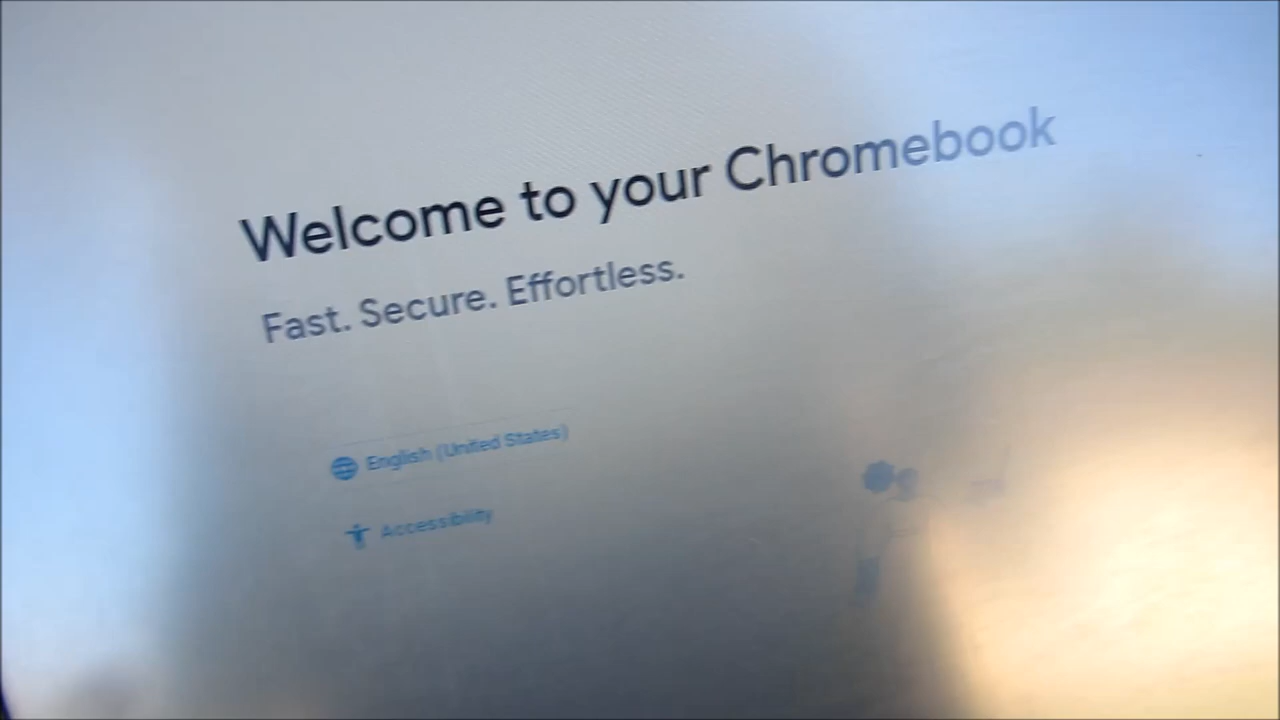 Welcome to your Chromebook
Fast. Secure. Effortless.
English (United States)
Accessibility